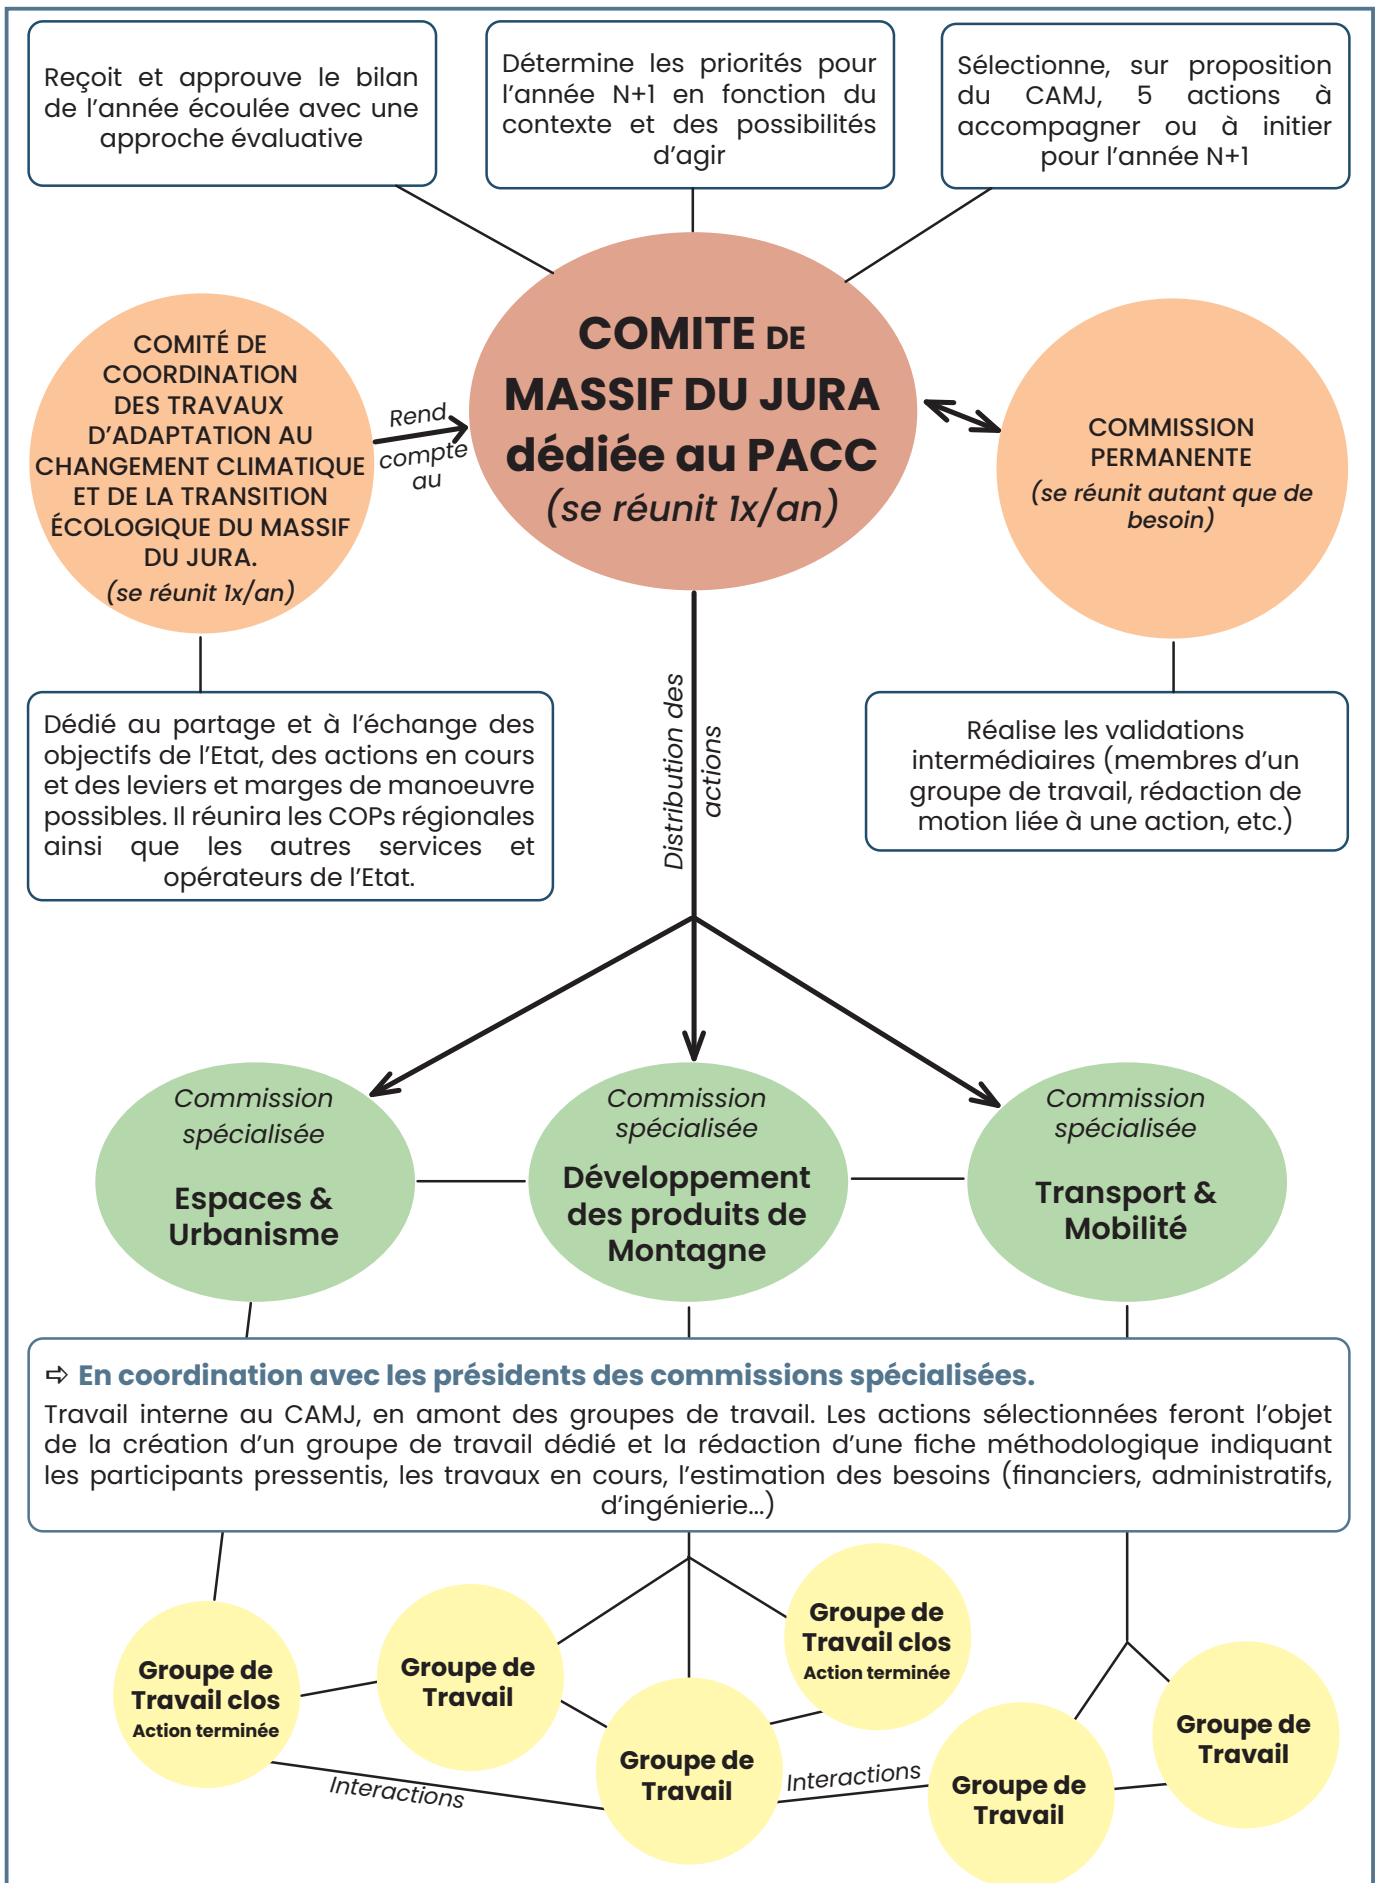 Reçoit et approuve le bilan
de l’année écoulée avec une
approche évaluative
Détermine les priorités pour
l’année N+1 en fonction du
contexte et des possibilités
d’agir
Sélectionne, sur proposition
du CAMJ, 5 actions à
accompagner ou à initier
pour l’année N+1
COMITÉ DE
COORDINATION
DES TRAVAUX
D’ADAPTATION AU
CHANGEMENT CLIMATIQUE
ET DE LA TRANSITION
ÉCOLOGIQUE DU MASSIF
DU JURA.
(se réunit 1x/an)
Rend
compte
au
COMITE DE
MASSIF DU JURA
dédiée au PACC
(se réunit 1x/an)
COMMISSION
PERMANENTE
(se réunit autant que de
besoin)
Dédié au partage et à l’échange des
objectifs de l’Etat, des actions en cours
et des leviers et marges de manoeuvre
possibles. Il réunira les COPs régionales
ainsi que les autres services et
opérateurs de l’Etat.
Distribution des
actions
Réalise les validations
intermédiaires (membres d’un
groupe de travail, rédaction de
motion liée à une action, etc.)
Commission
spécialisée
Espaces &
Urbanisme
Commission
spécialisée
Développement
des produits de
Montagne
Commission
spécialisée
Transport &
Mobilité
⇨ En coordination avec les présidents des commissions spécialisées.
Travail interne au CAMJ, en amont des groupes de travail. Les actions sélectionnées feront l’objet
de la création d’un groupe de travail dédié et la rédaction d’une fiche méthodologique indiquant
les participants pressentis, les travaux en cours, l’estimation des besoins (financiers, administratifs,
d’ingénierie...)
Groupe de
Travail clos
Action terminée
Groupe de
Travail
Groupe de
Travail
Groupe de
Travail clos
Action terminée
Groupe de
Travail
Groupe de
Travail
Interactions
Interactions